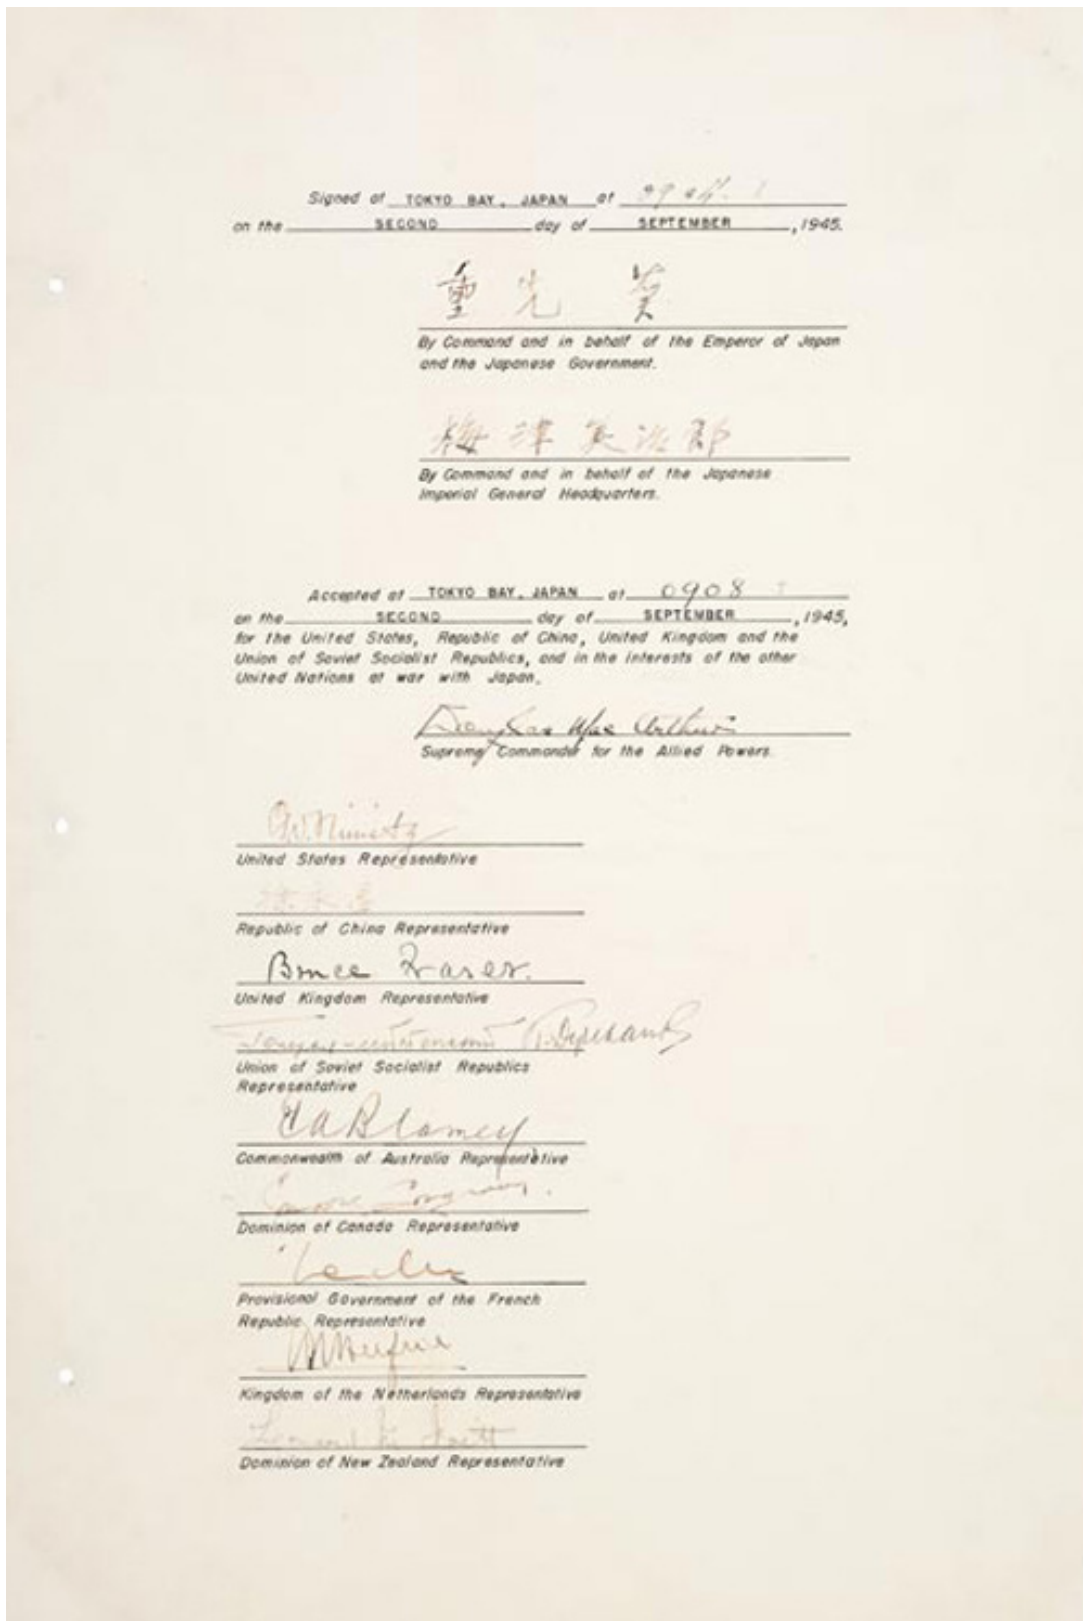 Signed at TOKYO BAY, JAPAN at
on the SECOND day of SEPTEMBER, 1945.
重光 葵
By Command and in behalf of the Emperor of Japan
and the Japanese Government.
梅津美治郎
By Command and in behalf of the Japanese
Imperial General Headquarters.
Accepted at TOKYO BAY, JAPAN at 0908 I
on the SECOND day of SEPTEMBER, 1945,
for the United States, Republic of China, United Kingdom and the
Union of Soviet Socialist Republics, and in the interests of the other
United Nations at war with Japan.
Douglas MacArthur
Supreme Commander for the Allied Powers.
C.W. Nimitz
United States Representative
徐永昌
Republic of China Representative
Bruce Fraser.
United Kingdom Representative
Union of Soviet Socialist Republics
Representative
T A Blamey
Commonwealth of Australia Representative
Dominion of Canada Representative
Provisional Government of the French
Republic Representative
Kingdom of the Netherlands Representative
Dominion of New Zealand Representative